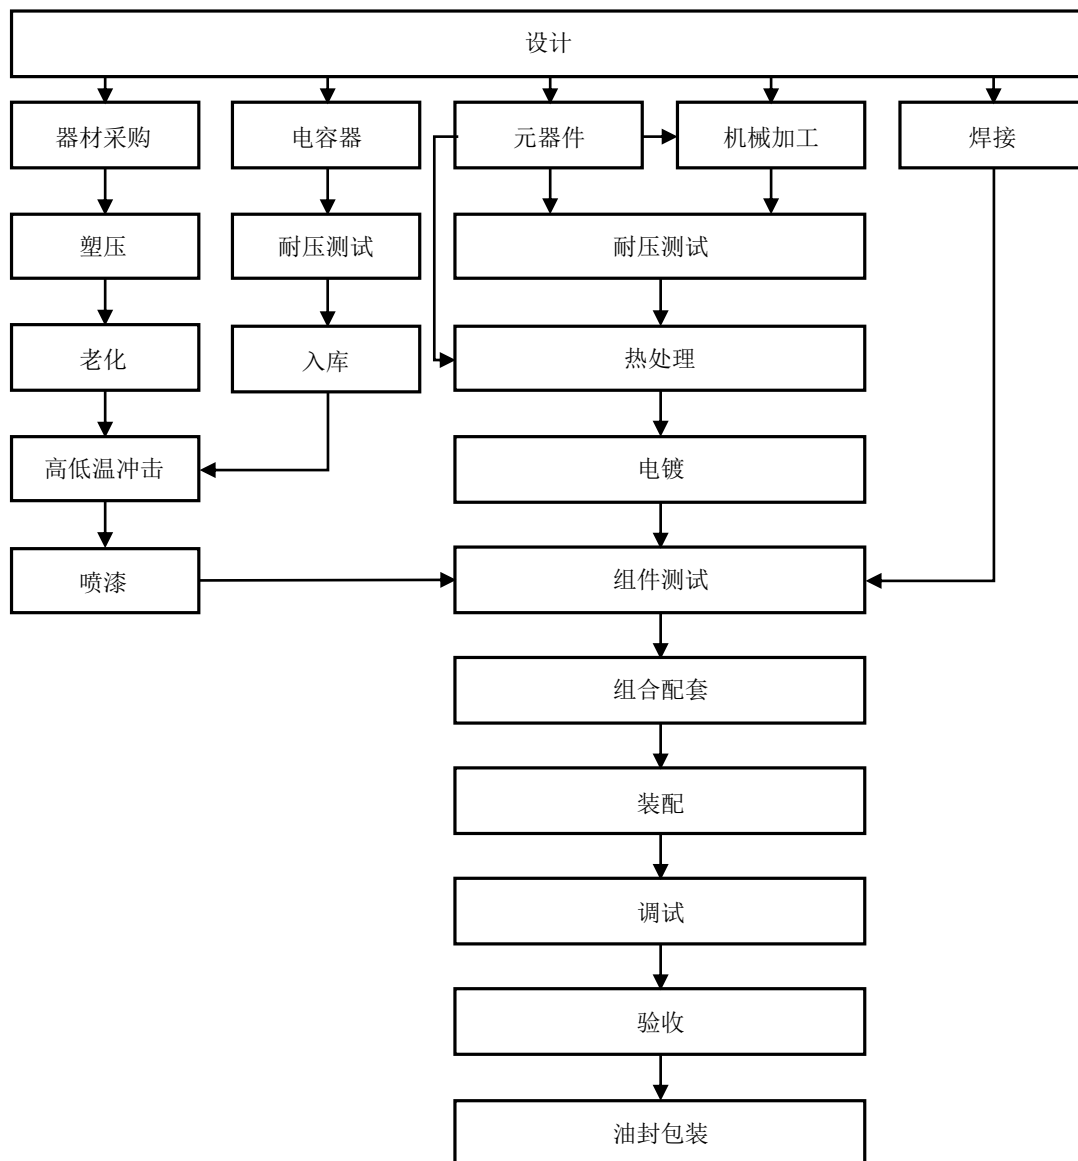 设计
器材采购
电容器
元器件
机械加工
焊接
塑压
耐压测试
耐压测试
老化
入库
热处理
高低温冲击
电镀
喷漆
组件测试
组合配套
装配
调试
验收
油封包装